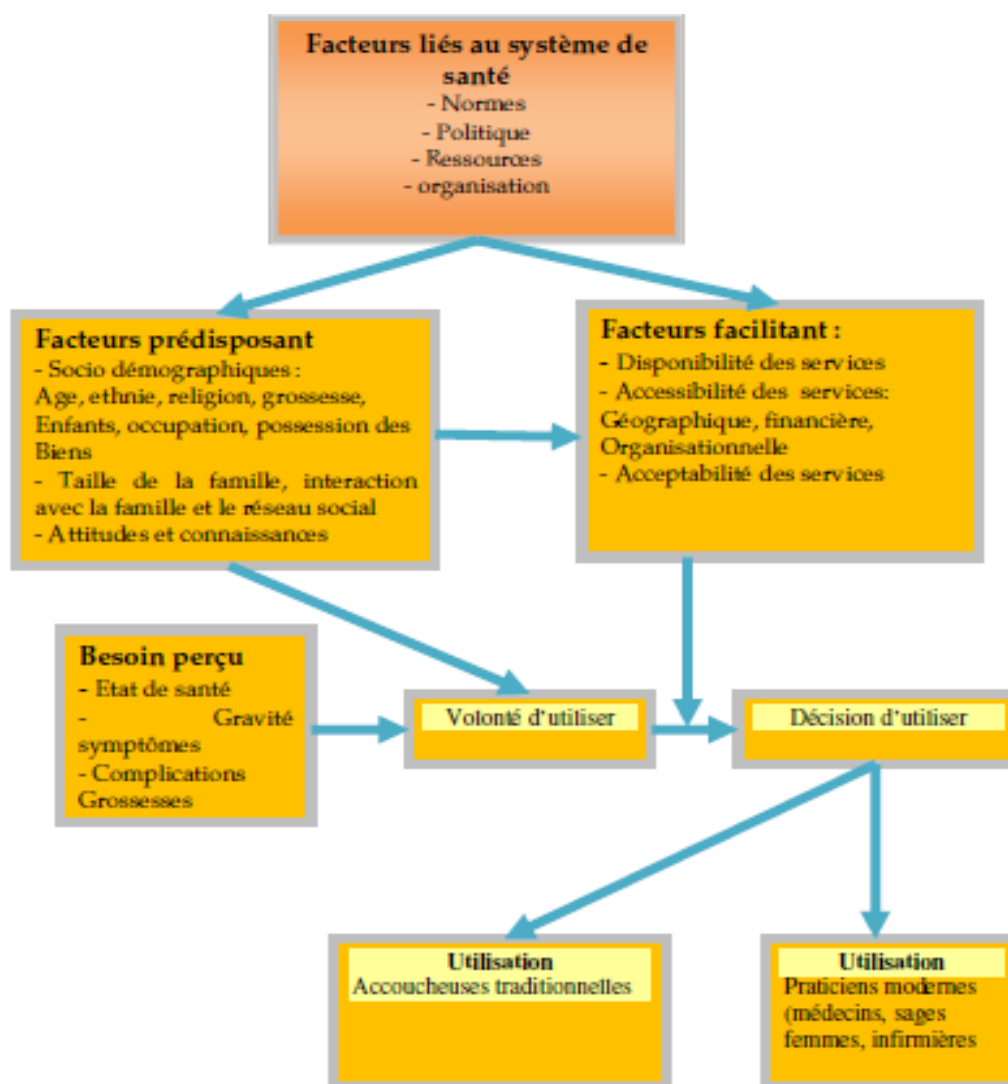 Facteurs liés au système de
santé
- Normes
- Politique
- Ressources
- organisation
Facteurs prédisposant
- Socio démographiques :
Age, ethnie, religion, grossesse,
Enfants, occupation, possession des
Biens
- Taille de la famille, interaction
avec la famille et le réseau social
- Attitudes et connaissances
Facteurs facilitant :
- Disponibilité des services
- Accessibilité des services:
Géographique, financière,
Organisationnelle
- Acceptabilité des services
Besoin perçu
- Etat de santé
- Gravité
symptômes
- Complications
Grossesses
Volonté d'utiliser
Décision d'utiliser
Utilisation
Accoucheuses traditionnelles
Utilisation
Praticiens modernes
(médecins, sages
femmes, infirmières